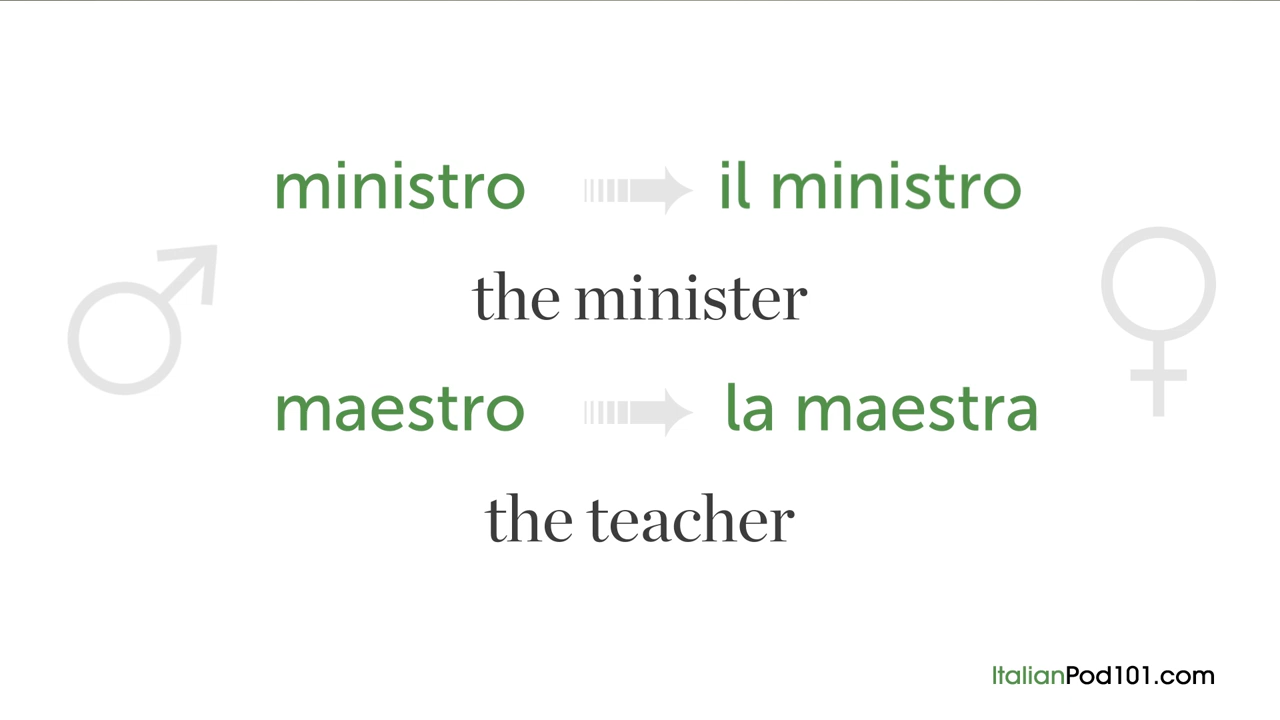 ministro il ministro
the minister
maestro la maestra
the teacher
ItalianPod101.com